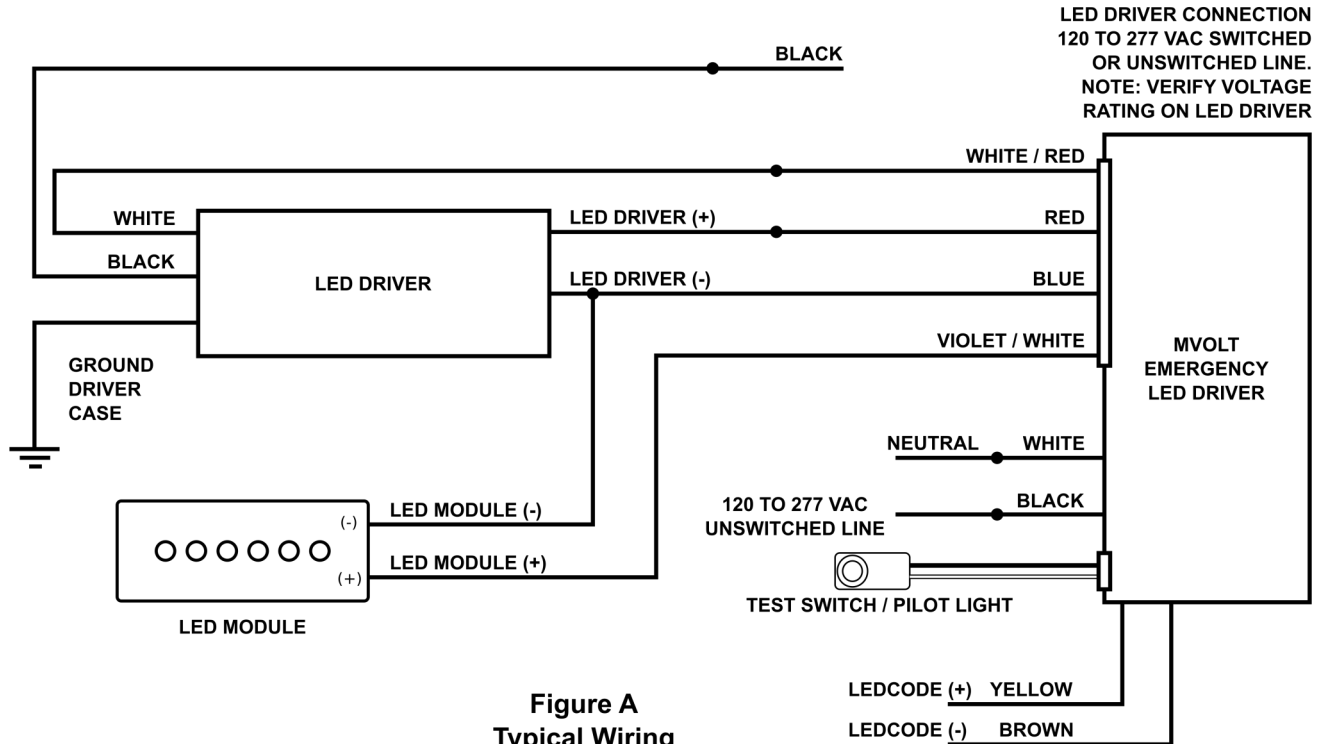 LED DRIVER CONNECTION
120 TO 277 VAC SWITCHED
OR UNSWITCHED LINE.
NOTE: VERIFY VOLTAGE
RATING ON LED DRIVER
BLACK
WHITE / RED
WHITE
LED DRIVER (+)
RED
BLACK
LED DRIVER
LED DRIVER (-)
BLUE
VIOLET / WHITE
MVOLT
EMERGENCY
LED DRIVER
GROUND
DRIVER
CASE
NEUTRAL WHITE
120 TO 277 VAC
UNSWITCHED LINE
BLACK
(-)
LED MODULE (-)
(+)
LED MODULE (+)
LED MODULE
TEST SWITCH / PILOT LIGHT
LEDCODE (+) YELLOW
LEDCODE (-) BROWN
Figure A
Typical Wiring